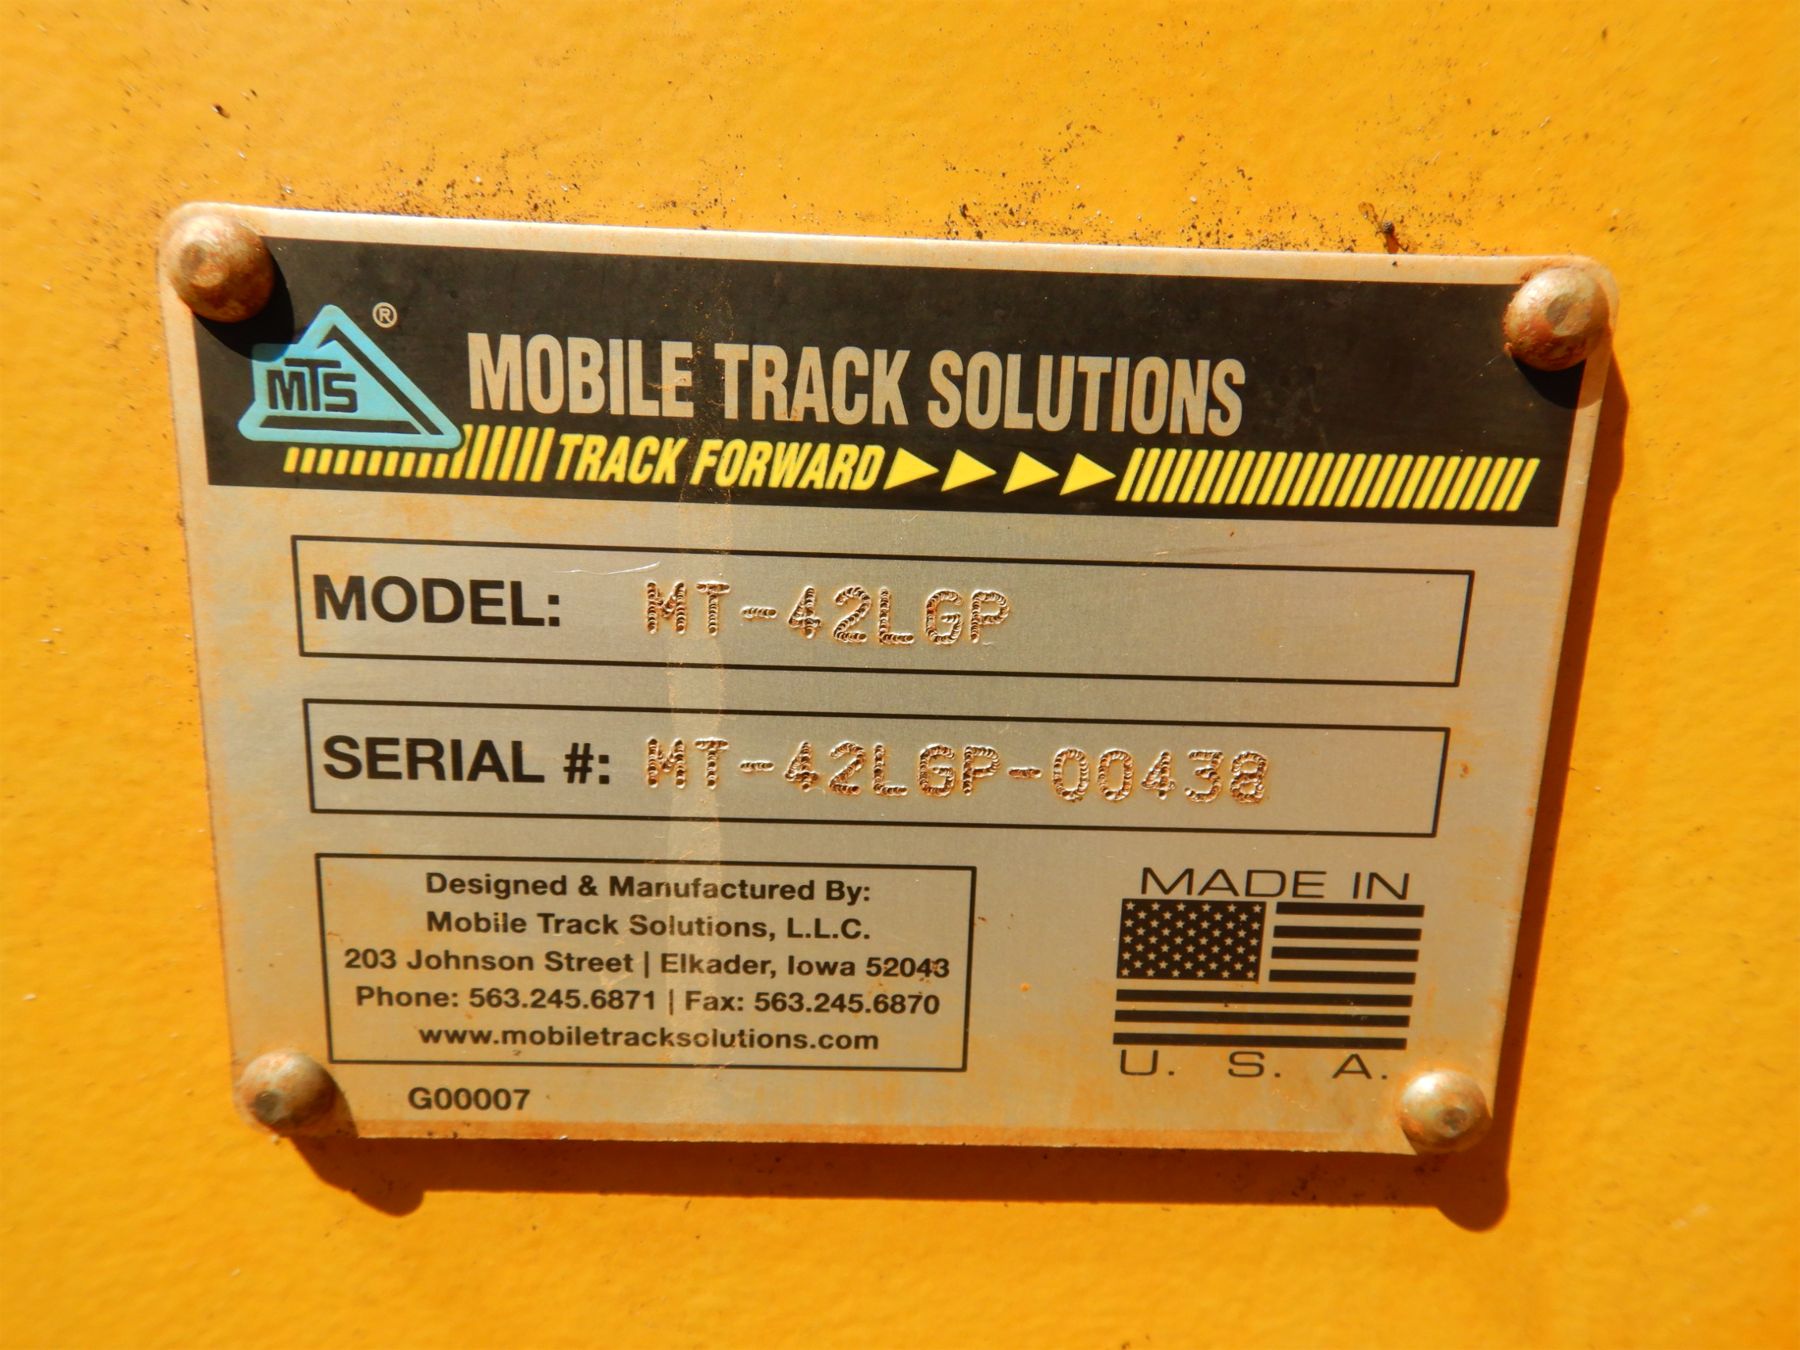 MTS ®
MOBILE TRACK SOLUTIONS
TRACK FORWARD
MODEL: MT-42LGP
SERIAL #: MT-42LGP-00438
Designed & Manufactured By:
Mobile Track Solutions, L.L.C.
203 Johnson Street | Elkader, Iowa 52043
Phone: 563.245.6871 | Fax: 563.245.6870
www.mobiletracksolutions.com
G00007
MADE IN
U. S. A.